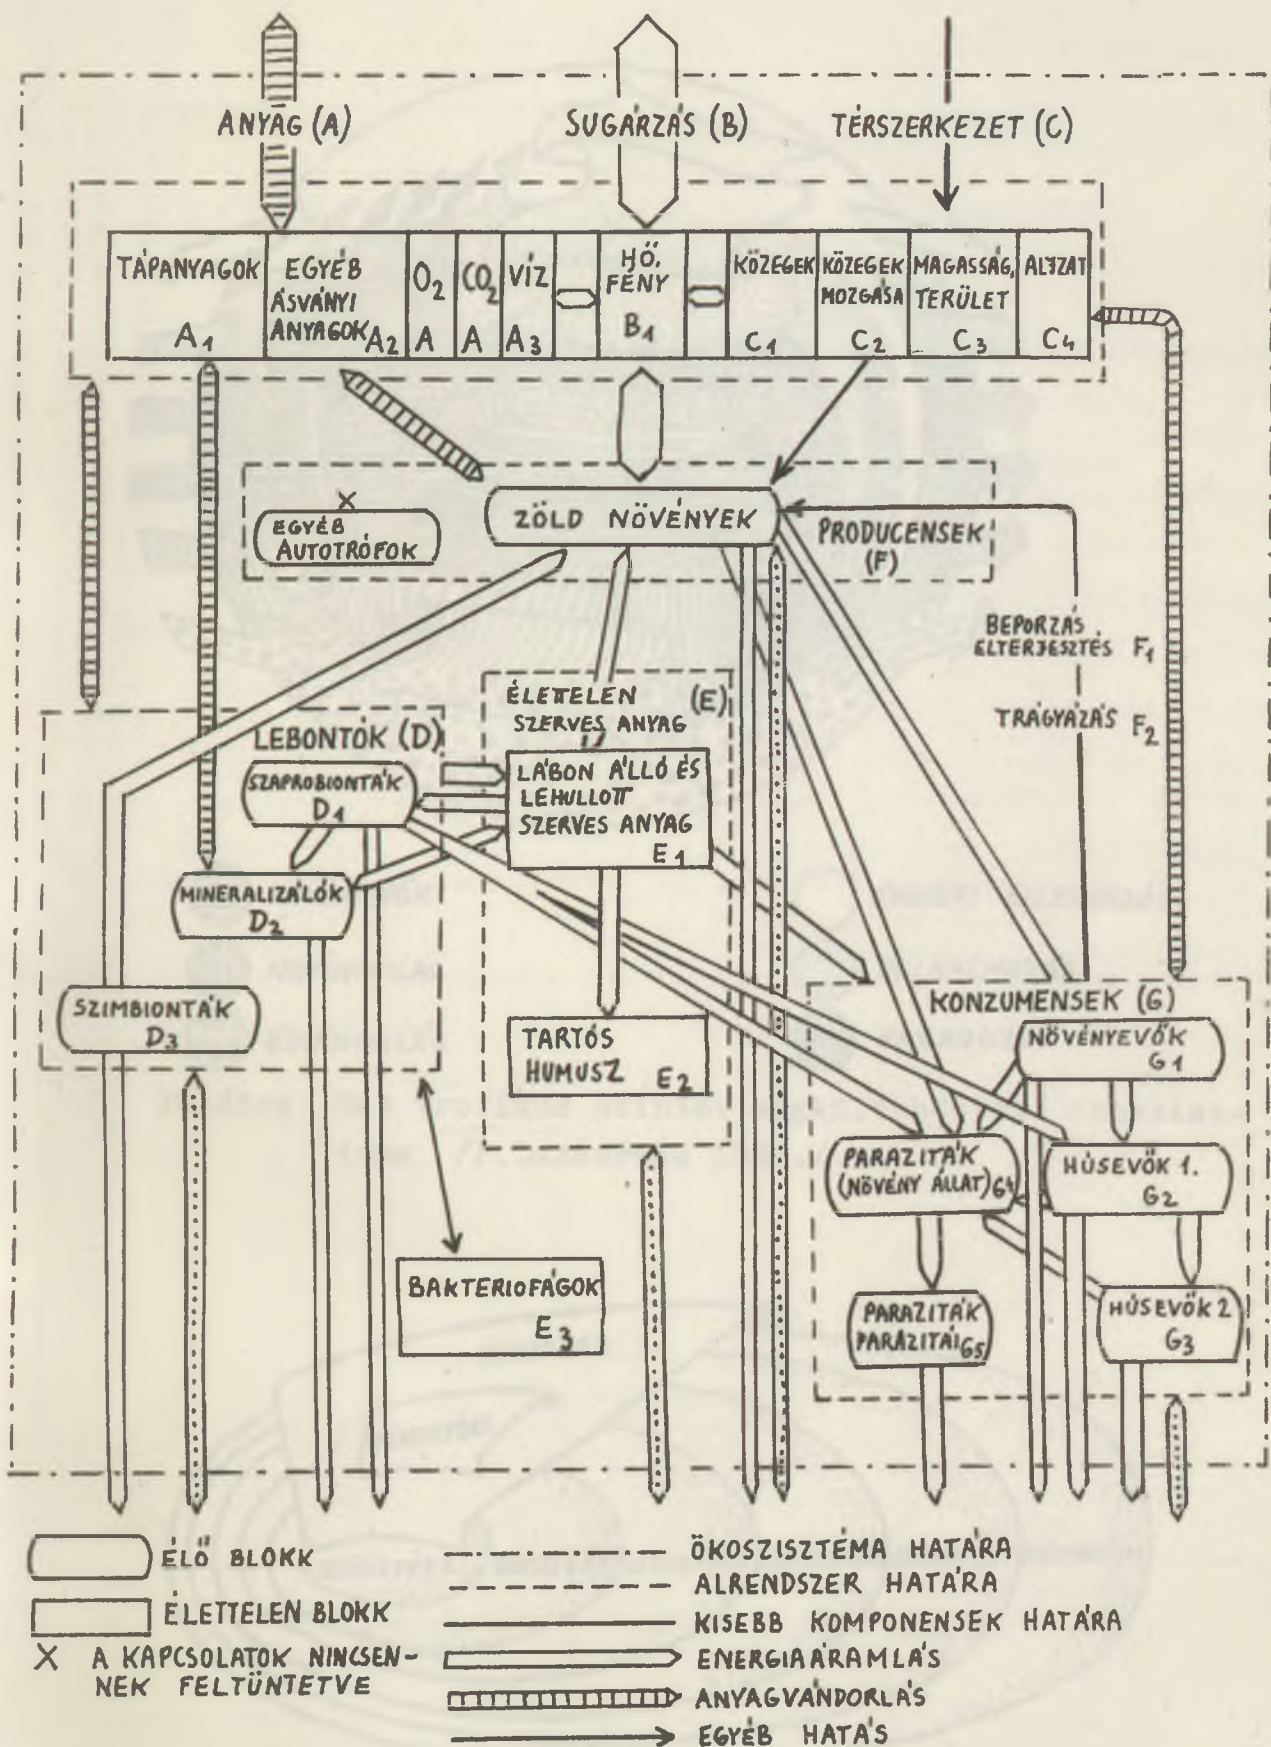 ANYAG (A)
SUGÁRZÁS (B)
TÉRSZERKEZET (C)
TÁPANYAGOK
A1
EGYÉB
ÁSVÁNYI
ANYAGOK A2
O2
A
CO2
A
VÍZ
A3
HŐ.
FÉNY
B1
KÖZEGEK
C1
KÖZEGEK
MOZGÁSA
C2
MAGASSÁG,
TERÜLET
C3
ALJZAT
C4
X
EGYÉB
AUTOTRÓFOK
ZÖLD NÖVÉNYEK
PRODUCENSEK
(F)
BEPORZÁS
ELTERJESZTÉS F1
TRÁGYÁZÁS F2
LEBONTÓK (D)
SZAPROBIONTÁK
D1
MINERALIZÁLÓK
D2
SZIMBIONTÁK
D3
ÉLETTELEN (E)
SZERVES ANYAG
LÁBON ÁLLÓ ÉS
LEHULLOTT
SZERVES ANYAG
E1
TARTÓS
HUMUSZ E2
BAKTERIOFÁGOK
E3
KONZUMENSEK (G)
NÖVÉNYEVŐK
G1
PARAZITÁK
(NÖVÉNY ÁLLAT) G4
HÚSEVŐK 1.
G2
PARAZITÁK
PARAZITÁI G5
HÚSEVŐK 2
G3
ÉLŐ BLOKK
ÉLETTELEN BLOKK
X A KAPCSOLATOK NINCSEN-
NEK FELTÜNTETVE
ÖKOSZISZTÉMA HATÁRA
ALRENDSZER HATÁRA
KISEBB KOMPONENSEK HATÁRA
ENERGIAÁRAMLÁS
ANYAGVÁNDORLÁS
EGYÉB HATÁS